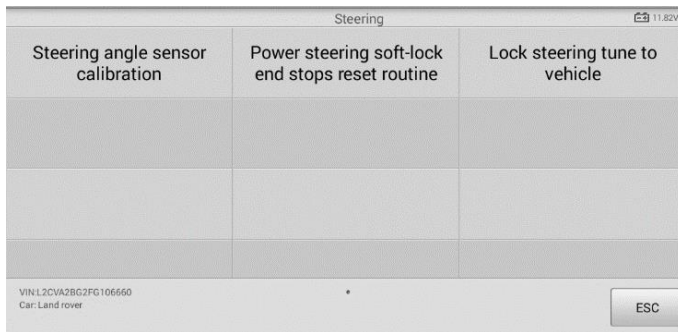 Steering
11.82V
Steering angle sensor
calibration
Power steering soft-lock
end stops reset routine
Lock steering tune to
vehicle
VIN:L2CVA2BG2FG106660
Car: Land rover
ESC